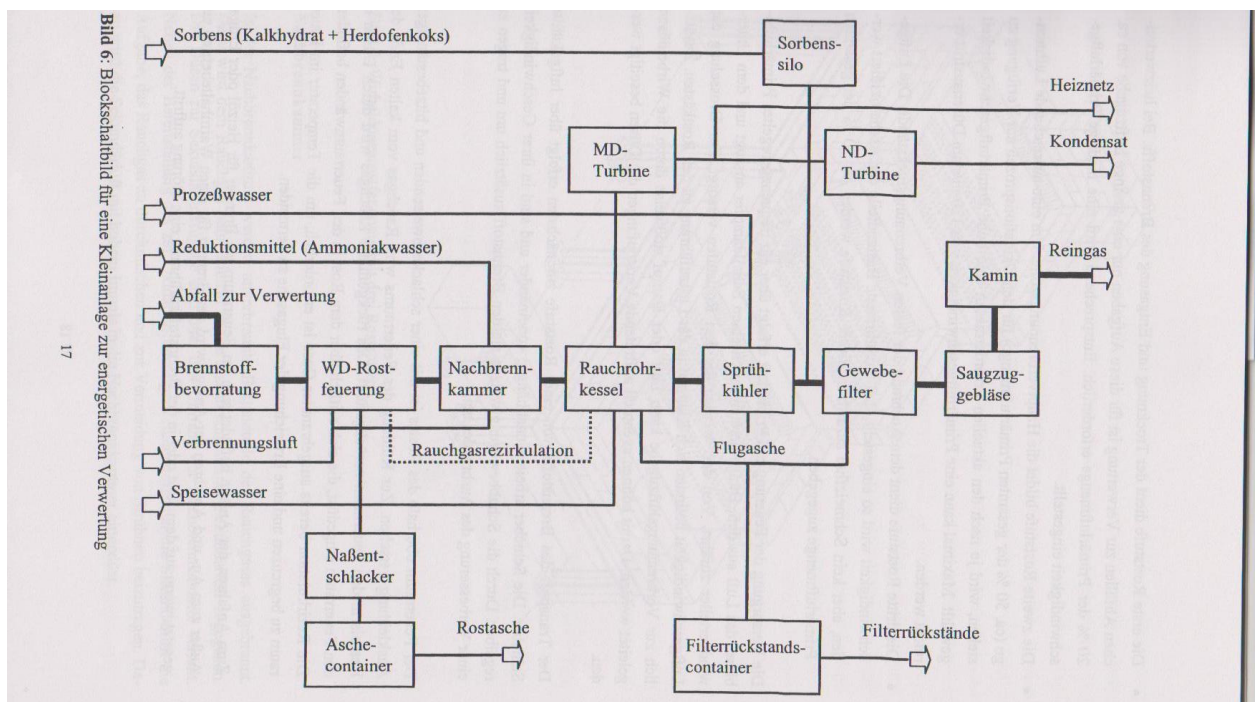 Sorbens (Kalkhydrat + Herdofenkoks)
Sorbens-
silo
Heiznetz
MD-
Turbine
ND-
Turbine
Kondensat
Prozeßwasser
Reduktionsmittel (Ammoniakwasser)
Kamin
Reingas
Abfall zur Verwertung
Brennstoff-
bevorratung
WD-Rost-
feuerung
Nachbrenn-
kammer
Rauchrohr-
kessel
Sprüh-
kühler
Gewebe-
filter
Saugzug-
gebläse
Verbrennungsluft
Rauchgasrezirkulation
Flugasche
Speisewasser
Naßent-
schlacker
Asche-
container
Rostasche
Filterrückstands-
container
Filterrückstände
Bild 6: Blockschaltbild für eine Kleinanlage zur energetischen Verwertung
17